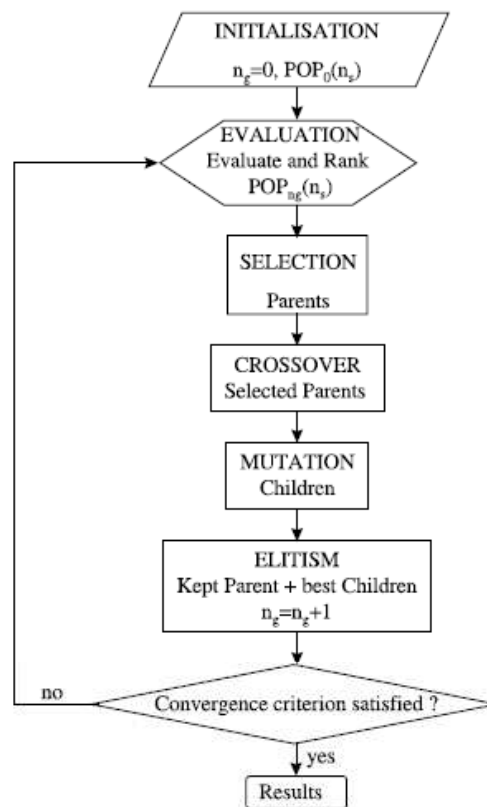 INITIALISATION
n_g=0, POP_0(n_s)
EVALUATION
Evaluate and Rank
POP_ng(n_s)
SELECTION
Parents
CROSSOVER
Selected Parents
MUTATION
Children
ELITISM
Kept Parent + best Children
n_g=n_g+1
no
Convergence criterion satisfied ?
yes
Results